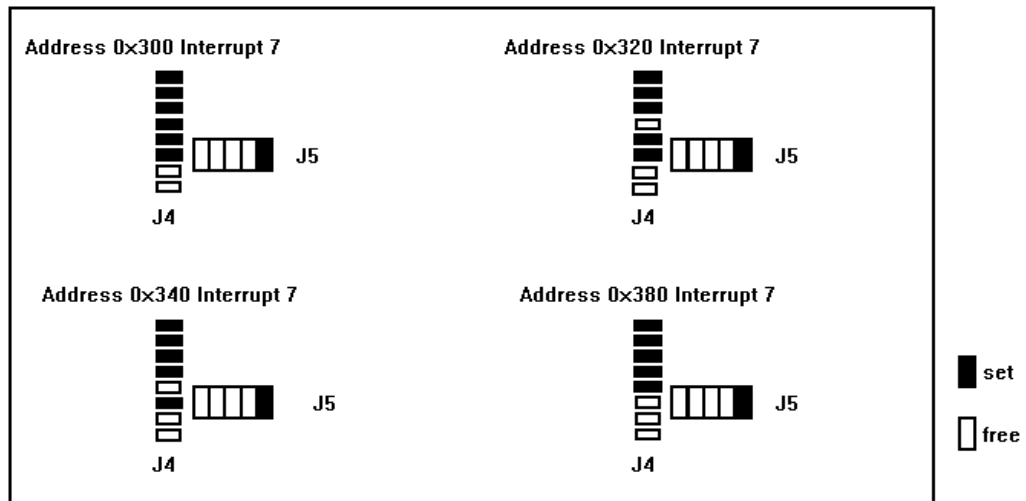 Address 0x300 Interrupt 7
J5
J4
Address 0x320 Interrupt 7
J5
J4
Address 0x340 Interrupt 7
J5
J4
Address 0x380 Interrupt 7
J5
J4
set
free